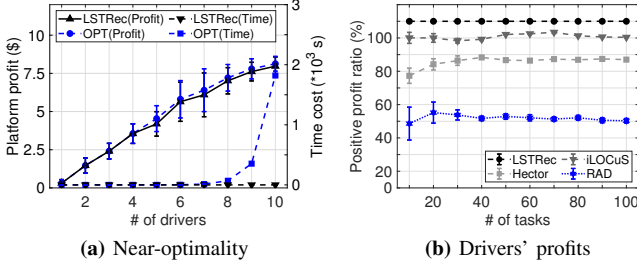 LSTRec(Profit)
OPT(Profit)
LSTRec(Time)
OPT(Time)
Platform profit ($)
10
7.5
5
2.5
0
Time cost (*10³ s)
3
2
1
0
2 4 6 8 10
# of drivers
(a) Near-optimality
Positive profit ratio (%)
100
80
60
40
20
0
LSTRec
Hector
iLOCuS
RAD
20 40 60 80 100
# of tasks
(b) Drivers' profits